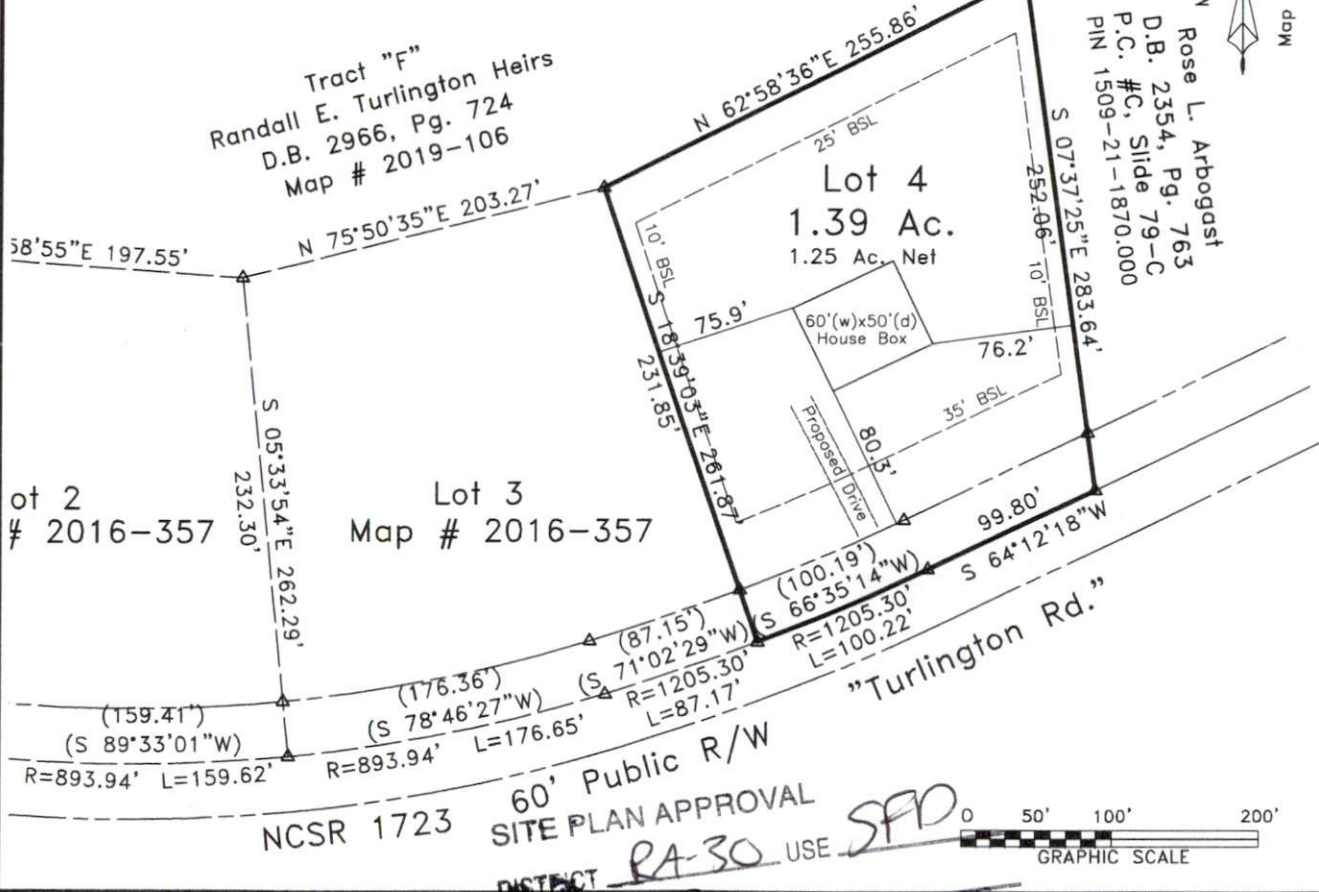 Tract "F"
Randall E. Turlington Heirs
D.B. 2966, Pg. 724
Map # 2019-106
N 62°58'36"E 255.86'
25' BSL
Map
Rose L. Arbogast
D.B. 2354, Pg. 763
P.C. #C, Slide 79-C
PIN 1509-21-1870.000
S 07°37'25"E 283.64'
252.06'
10' BSL
Lot 4
1.39 Ac.
1.25 Ac. Net
58'55"E 197.55'
N 75°50'35"E 203.27'
10' BSL
S 18°39'03"E 261.87'
231.85'
75.9'
60'(w)x50'(d)
House Box
76.2'
35' BSL
Proposed Drive
80.3'
S 05°33'54"E 262.29'
232.30'
ot 2
# 2016-357
Lot 3
Map # 2016-357
99.80'
S 64°12'18"W
(100.19')
(S 66°35'14"W)
R=1205.30'
L=100.22'
(87.15')
(S 71°02'29"W)
R=1205.30'
L=87.17'
(176.36')
(S 78°46'27"W)
R=893.94' L=176.65'
(159.41')
(S 89°33'01"W)
R=893.94' L=159.62'
"Turlington Rd."
60' Public R/W
NCSR 1723
SITE PLAN APPROVAL
DISTRICT RA-30 USE SFD
0 50' 100' 200'
GRAPHIC SCALE